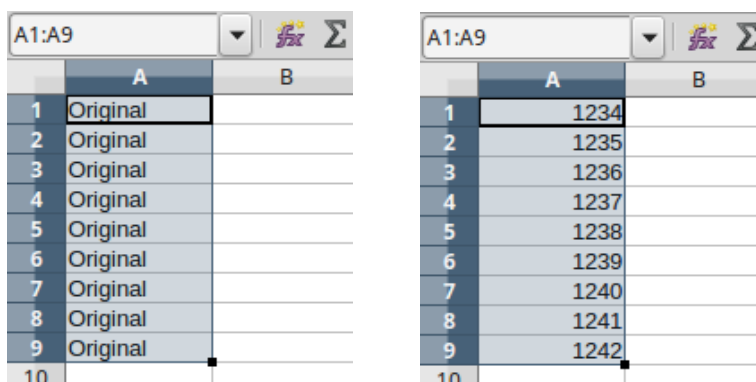 A1:A9
A B
1 Original
2 Original
3 Original
4 Original
5 Original
6 Original
7 Original
8 Original
9 Original
10
A1:A9
A B
1 1234
2 1235
3 1236
4 1237
5 1238
6 1239
7 1240
8 1241
9 1242
10